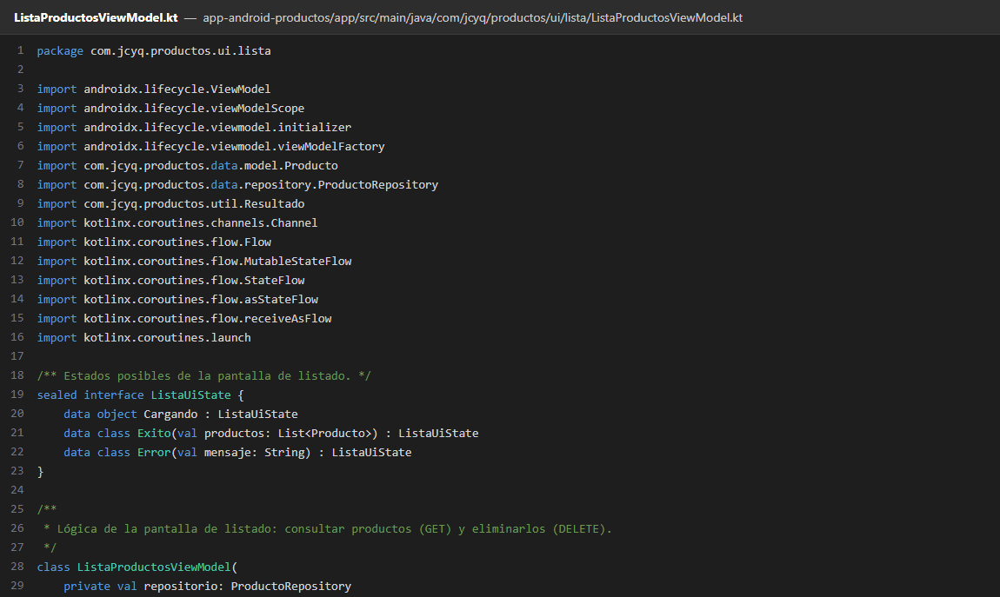 ListaProductosViewModel.kt — app-android-productos/app/src/main/java/com/jcyq/productos/ui/lista/ListaProductosViewModel.kt
1 package com.jcyq.productos.ui.lista
2
3 import androidx.lifecycle.ViewModel
4 import androidx.lifecycle.viewModelScope
5 import androidx.lifecycle.viewmodel.initializer
6 import androidx.lifecycle.viewmodel.viewModelFactory
7 import com.jcyq.productos.data.model.Producto
8 import com.jcyq.productos.data.repository.ProductoRepository
9 import com.jcyq.productos.util.Resultado
10 import kotlinx.coroutines.channels.Channel
11 import kotlinx.coroutines.flow.Flow
12 import kotlinx.coroutines.flow.MutableStateFlow
13 import kotlinx.coroutines.flow.StateFlow
14 import kotlinx.coroutines.flow.asStateFlow
15 import kotlinx.coroutines.flow.receiveAsFlow
16 import kotlinx.coroutines.launch
17
18 /** Estados posibles de la pantalla de listado. */
19 sealed interface ListaUiState {
20     data object Cargando : ListaUiState
21     data class Exito(val productos: List<Producto>) : ListaUiState
22     data class Error(val mensaje: String) : ListaUiState
23 }
24
25 /**
26  * Lógica de la pantalla de listado: consultar productos (GET) y eliminarlos (DELETE).
27  */
28 class ListaProductosViewModel(
29     private val repositorio: ProductoRepository